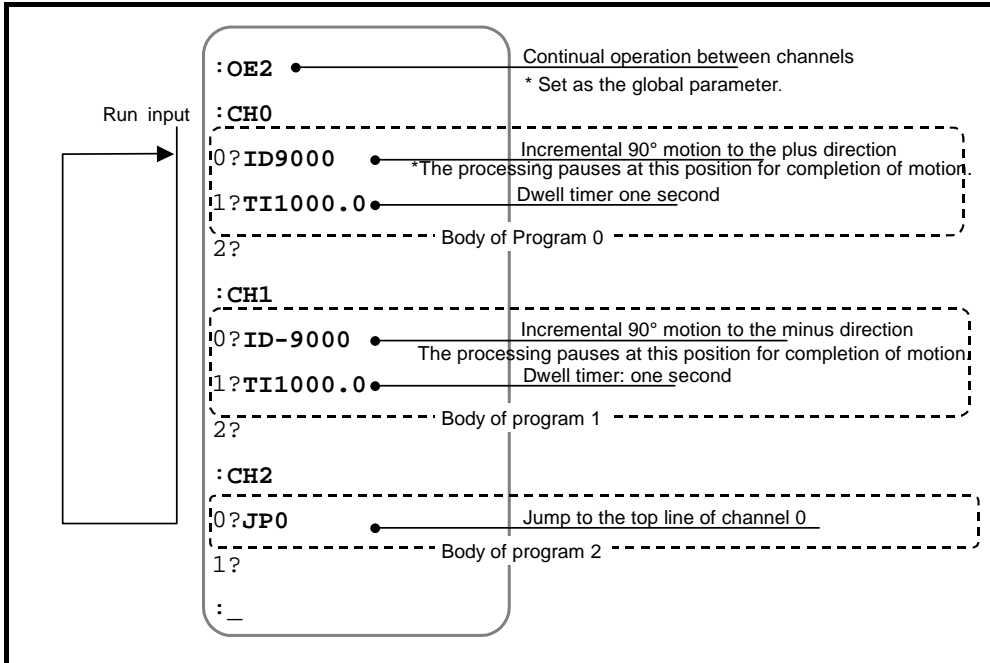 :OE2
Continual operation between channels
* Set as the global parameter.
Run input
:CH0
0?ID9000
Incremental 90° motion to the plus direction
*The processing pauses at this position for completion of motion.
1?TI1000.0
Dwell timer one second
Body of Program 0
2?
:CH1
0?ID-9000
Incremental 90° motion to the minus direction
The processing pauses at this position for completion of motion.
1?TI1000.0
Dwell timer: one second
Body of program 1
2?
:CH2
0?JP0
Jump to the top line of channel 0
Body of program 2
1?
:_